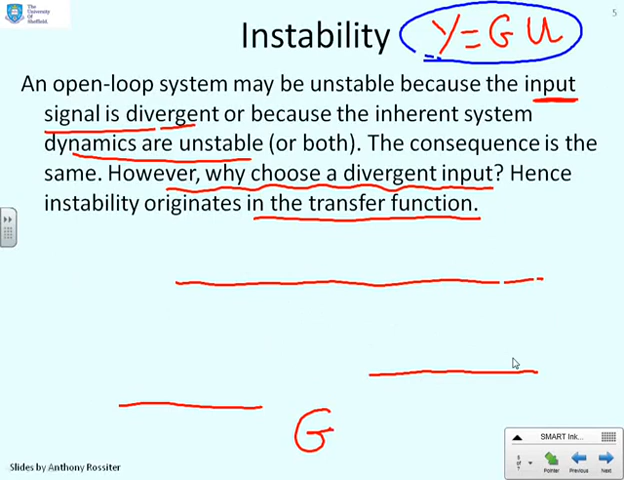 The
University
Of
Sheffield.
5
Instability
Y=GU
An open-loop system may be unstable because the input
signal is divergent or because the inherent system
dynamics are unstable (or both). The consequence is the
same. However, why choose a divergent input? Hence
instability originates in the transfer function.
G
SMART Ink...
5
of
Pointer
Previous
Next
Slides by Anthony Rossiter